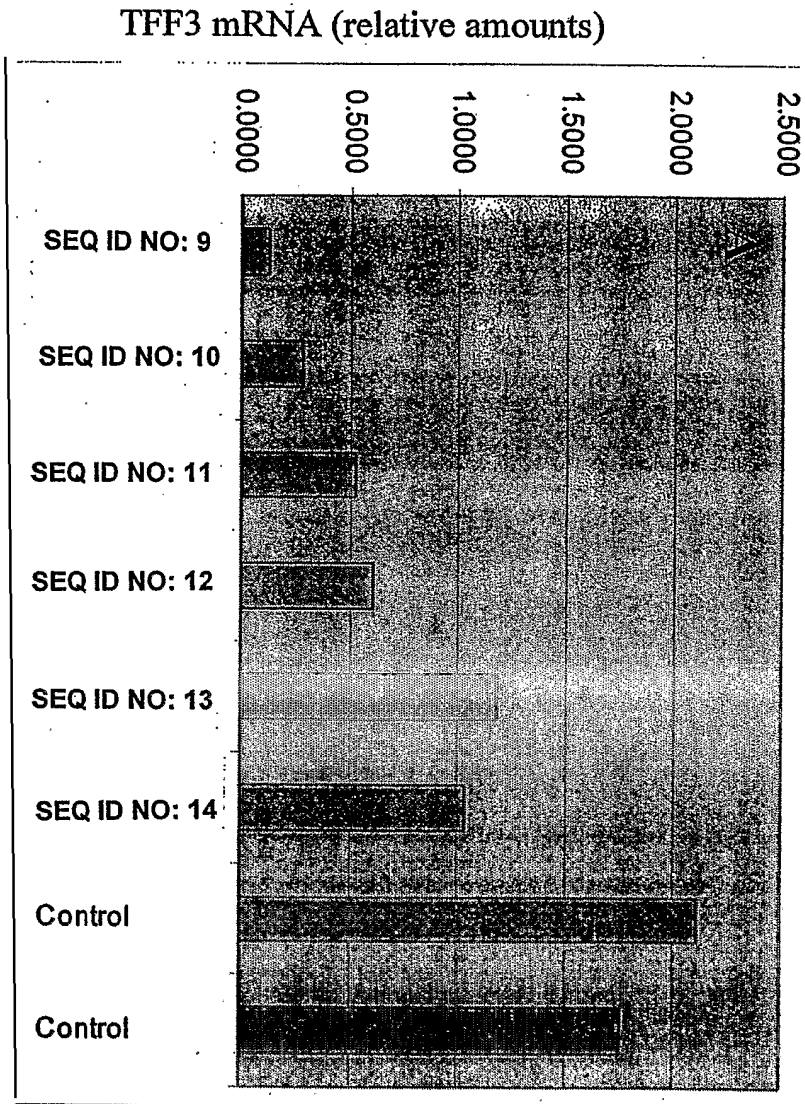 TFF3 mRNA (relative amounts)
0.0000
0.5000
1.0000
1.5000
2.0000
2.5000
A
SEQ ID NO: 9
SEQ ID NO: 10
SEQ ID NO: 11
SEQ ID NO: 12
SEQ ID NO: 13
SEQ ID NO: 14
Control
Control